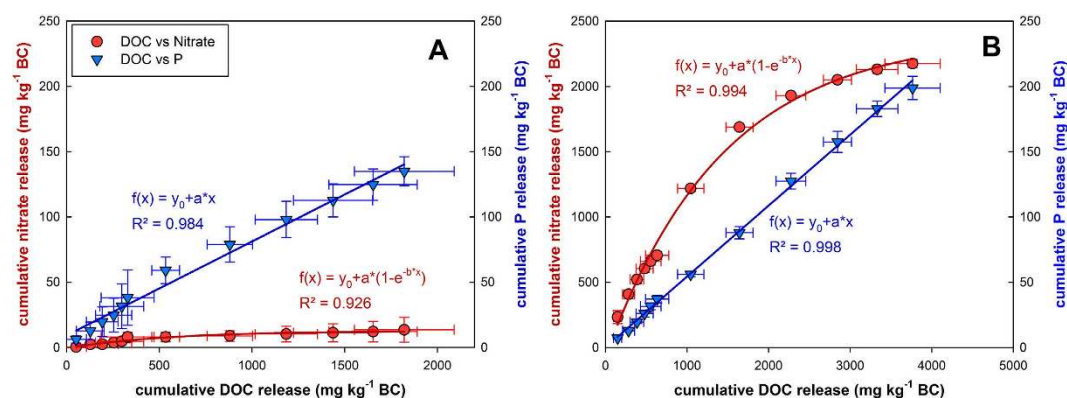 DOC vs Nitrate
DOC vs P
A
cumulative nitrate release (mg kg⁻¹ BC)
250
200
150
100
50
0
f(x) = y₀+a*x
R² = 0.984
f(x) = y₀+a*(1-e⁻ᵇ*ˣ)
R² = 0.926
250
200
150
100
50
0
cumulative P release (mg kg⁻¹ BC)
0 500 1000 1500 2000
cumulative DOC release (mg kg⁻¹ BC)
B
cumulative nitrate release (mg kg⁻¹ BC)
2500
2000
1500
1000
500
0
f(x) = y₀+a*(1-e⁻ᵇ*ˣ)
R² = 0.994
f(x) = y₀+a*x
R² = 0.998
250
200
150
100
50
0
cumulative P release (mg kg⁻¹ BC)
0 1000 2000 3000 4000 5000
cumulative DOC release (mg kg⁻¹ BC)